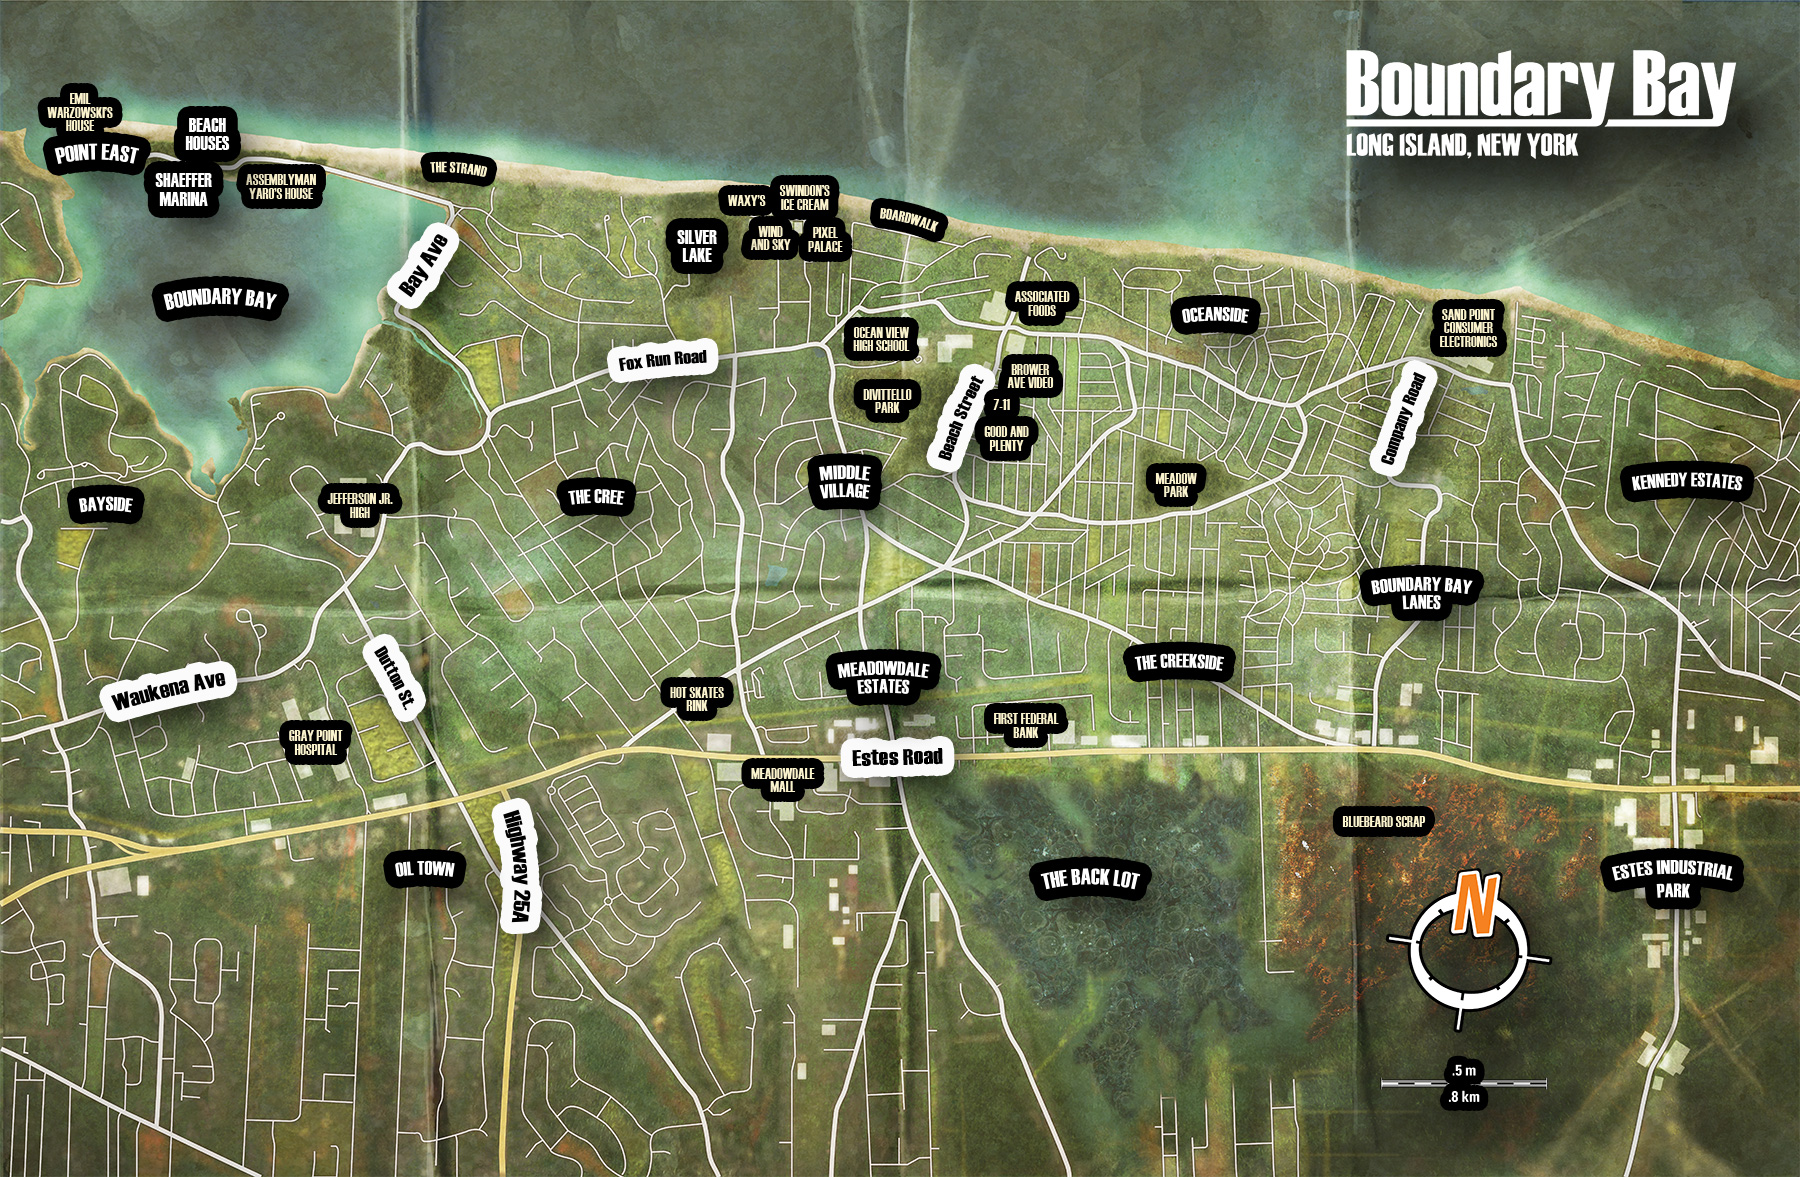 Boundary Bay
LONG ISLAND, NEW YORK
EMIL
WARZOWSKI'S
HOUSE
POINT EAST
BEACH
HOUSES
SHAEFFER
MARINA
ASSEMBLYMAN
YARO'S HOUSE
THE STRAND
Bay Ave
BOUNDARY BAY
SILVER
LAKE
WAXY'S
SWINDON'S
ICE CREAM
WIND
AND SKY
PIXEL
PALACE
BOARDWALK
ASSOCIATED
FOODS
OCEANSIDE
SAND POINT
CONSUMER
ELECTRONICS
Fox Run Road
OCEAN VIEW
HIGH SCHOOL
DIVITTELLO
PARK
Beach Street
BROWER
AVE VIDEO
7-11
GOOD AND
PLENTY
Company Road
BAYSIDE
JEFFERSON JR.
HIGH
THE CREE
MIDDLE
VILLAGE
MEADOW
PARK
KENNEDY ESTATES
BOUNDARY BAY
LANES
Waukena Ave
Dutton St.
HOT SKATES
RINK
MEADOWDALE
ESTATES
THE CREEKSIDE
GRAY POINT
HOSPITAL
FIRST FEDERAL
BANK
Estes Road
MEADOWDALE
MALL
OIL TOWN
Highway 25A
THE BACK LOT
BLUEBEARD SCRAP
ESTES INDUSTRIAL
PARK
N
.5 m
.8 km